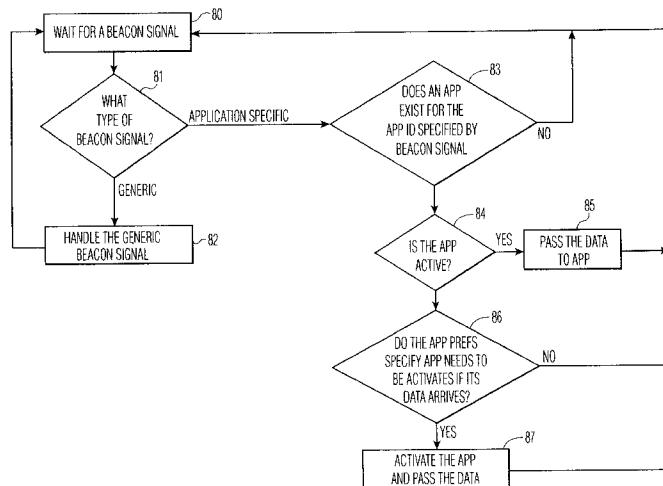 80
WAIT FOR A BEACON SIGNAL
81
WHAT
TYPE OF
BEACON SIGNAL?
APPLICATION SPECIFIC
GENERIC
HANDLE THE GENERIC
BEACON SIGNAL
82
83
DOES AN APP
EXIST FOR THE
APP ID SPECIFIED BY
BEACON SIGNAL
NO
84
IS THE APP
ACTIVE?
YES
85
PASS THE DATA
TO APP
86
DO THE APP PREFS
SPECIFY APP NEEDS TO
BE ACTIVATES IF ITS
DATA ARRIVES?
NO
YES
87
ACTIVATE THE APP
AND PASS THE DATA